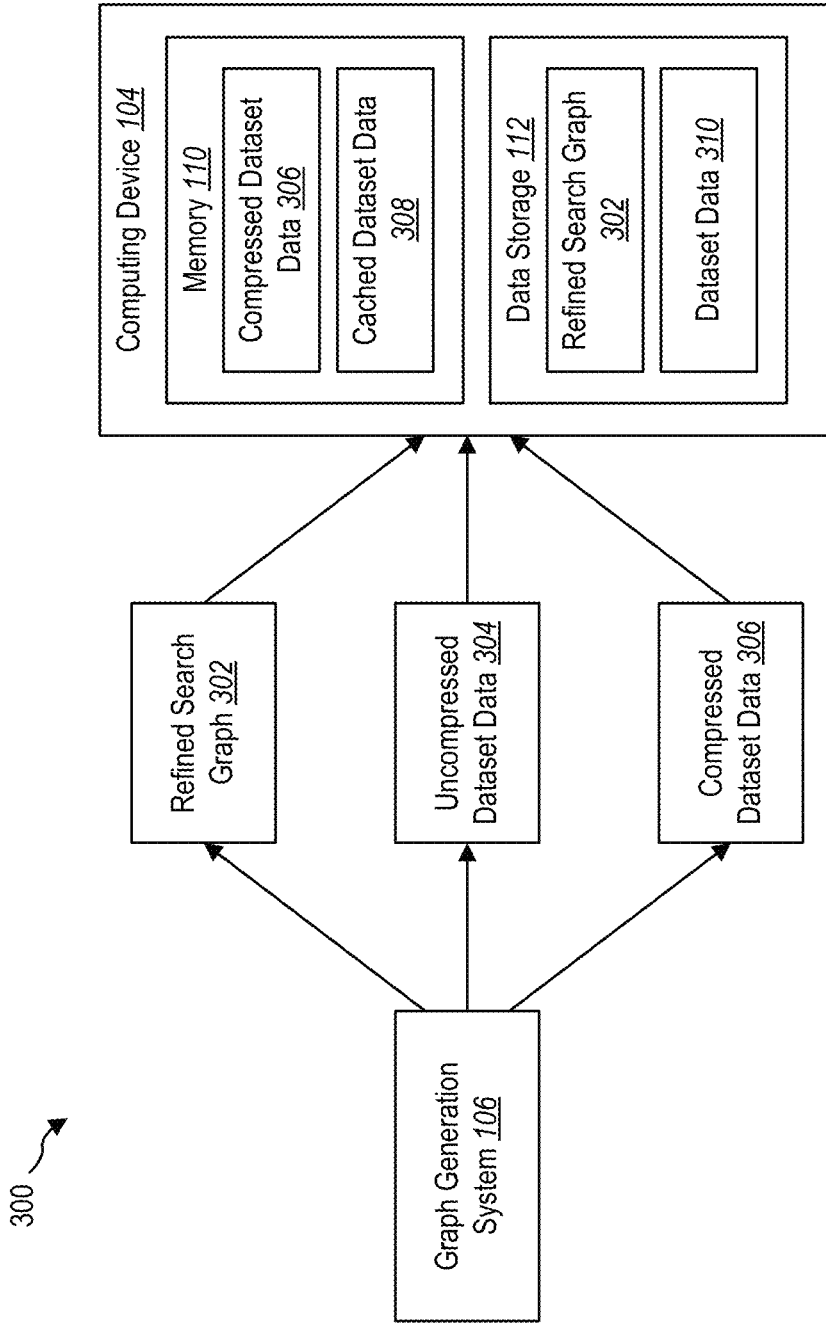 300
Graph Generation
System 106
Refined Search
Graph 302
Uncompressed
Dataset Data 304
Compressed
Dataset Data 306
Computing Device 104
Memory 110
Compressed Dataset
Data 306
Cached Dataset Data
308
Data Storage 112
Refined Search Graph
302
Dataset Data 310